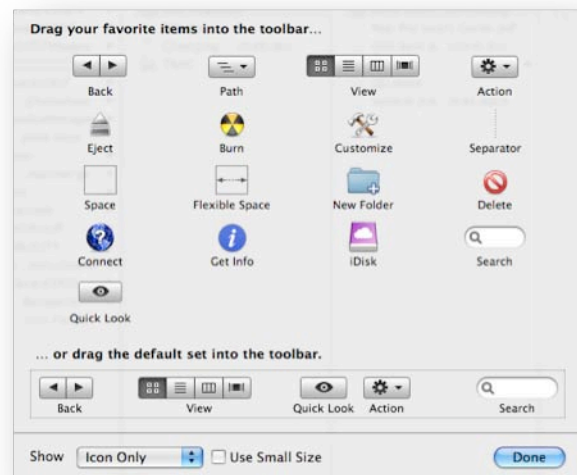 Drag your favorite items into the toolbar...
Back Path View Action
Eject Burn Customize Separator
Space Flexible Space New Folder Delete
Connect Get Info iDisk Search
Quick Look
... or drag the default set into the toolbar.
Back View Quick Look Action Search
Show Icon Only Use Small Size Done